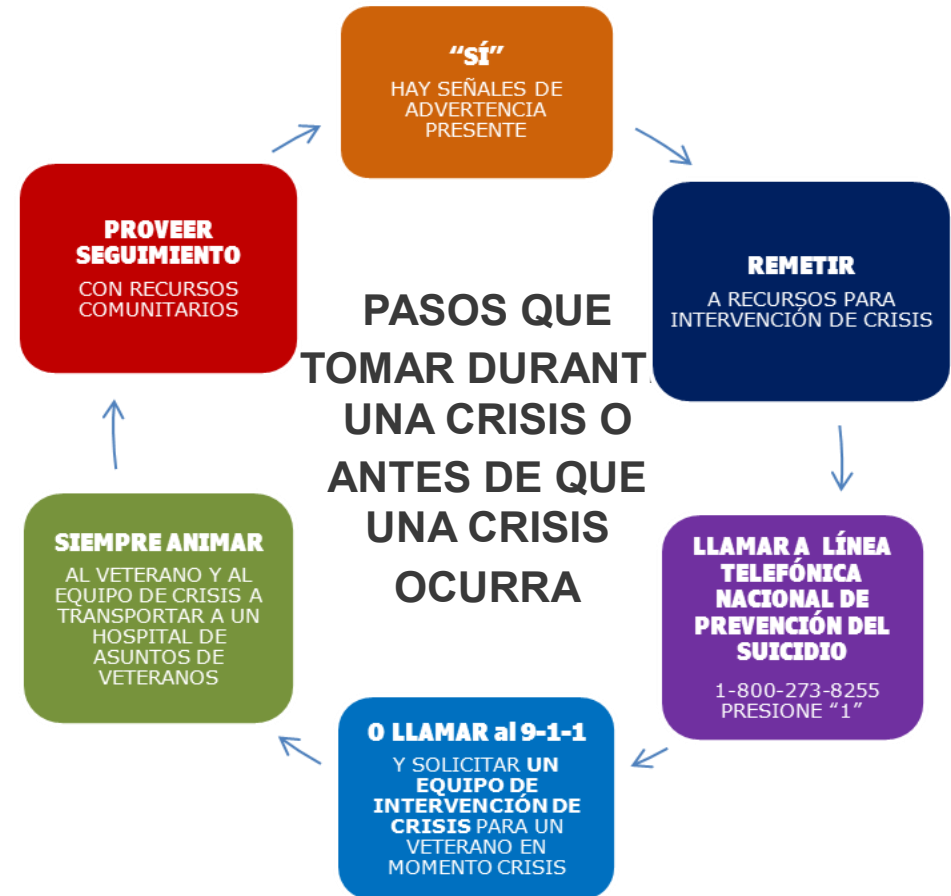 “SÍ”
HAY SEÑALES DE
ADVERTENCIA
PRESENTE
REMETIR
A RECURSOS PARA
INTERVENCIÓN DE CRISIS
LLAMAR A LÍNEA
TELEFÓNICA
NACIONAL DE
PREVENCIÓN DEL
SUICIDIO
1-800-273-8255
PRESIONE “1”
O LLAMAR al 9-1-1
Y SOLICITAR UN
EQUIPO DE
INTERVENCIÓN DE
CRISIS PARA UN
VETERANO EN
MOMENTO CRISIS
SIEMPRE ANIMAR
AL VETERANO Y AL
EQUIPO DE CRISIS A
TRANSPORTAR A UN
HOSPITAL DE
ASUNTOS DE
VETERANOS
PROVEER
SEGUIMIENTO
CON RECURSOS
COMUNITARIOS
PASOS QUE
TOMAR DURANT
UNA CRISIS O
ANTES DE QUE
UNA CRISIS
OCURRA